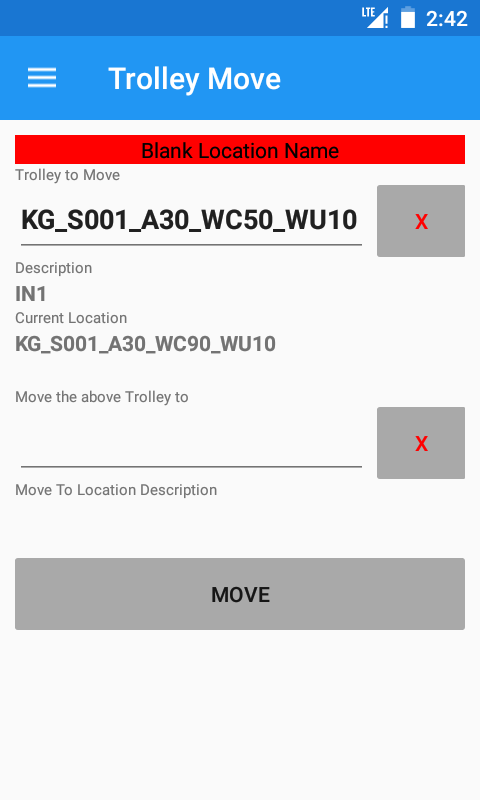 LTE 2:42
Trolley Move
Blank Location Name
Trolley to Move
KG_S001_A30_WC50_WU10 X
Description
IN1
Current Location
KG_S001_A30_WC90_WU10
Move the above Trolley to
X
Move To Location Description
MOVE